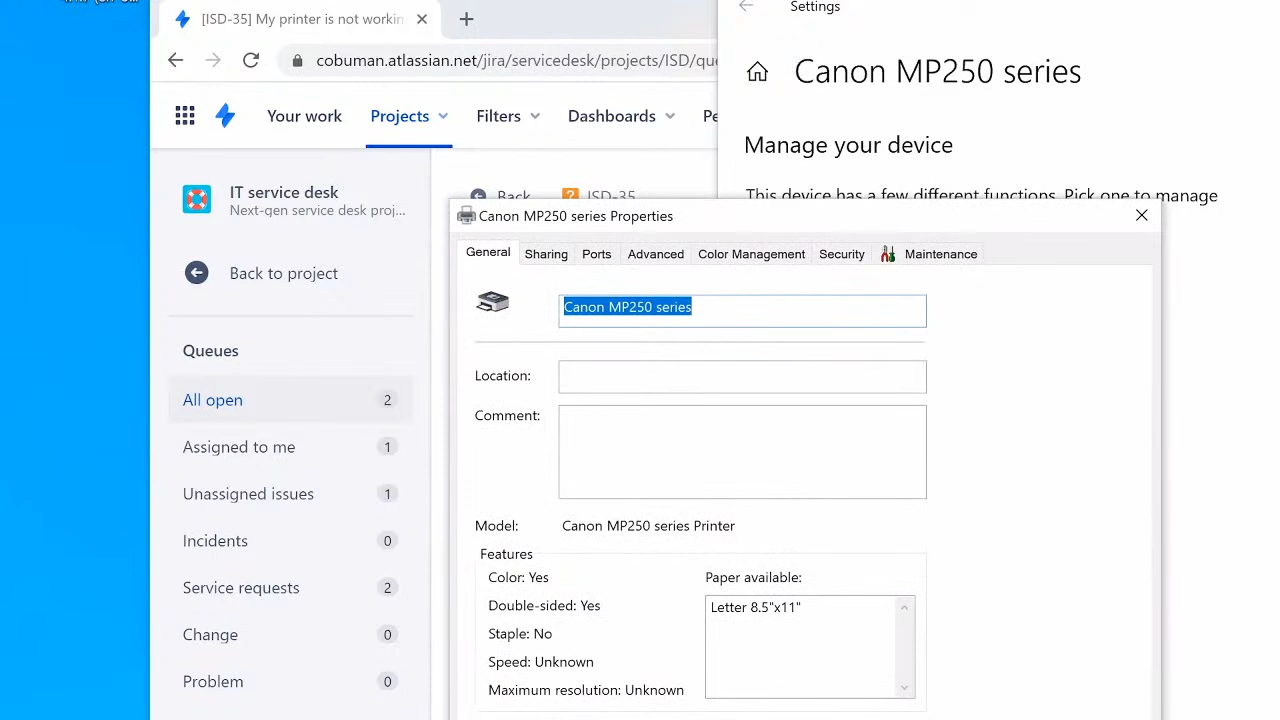 [ISD-35] My printer is not workin
Settings
cobuman.atlassian.net/jira/servicedesk/projects/ISD/qu
Canon MP250 series
Your work
Projects
Filters
Dashboards
Pe
Manage your device
IT service desk
Next-gen service desk proj...
Back
ISD-35
This device has a few different functions. Pick one to manage
Canon MP250 series Properties
General
Sharing
Ports
Advanced
Color Management
Security
Maintenance
Back to project
Canon MP250 series
Queues
Location:
All open 2
Comment:
Assigned to me 1
Unassigned issues 1
Model: Canon MP250 series Printer
Incidents 0
Features
Color: Yes
Paper available:
Service requests 2
Double-sided: Yes
Letter 8.5"x11"
Change 0
Staple: No
Speed: Unknown
Problem 0
Maximum resolution: Unknown